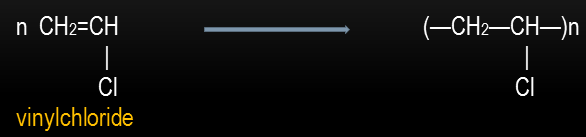 n CH2=CH (—CH2—CH—)n
| |
Cl Cl
vinylchloride